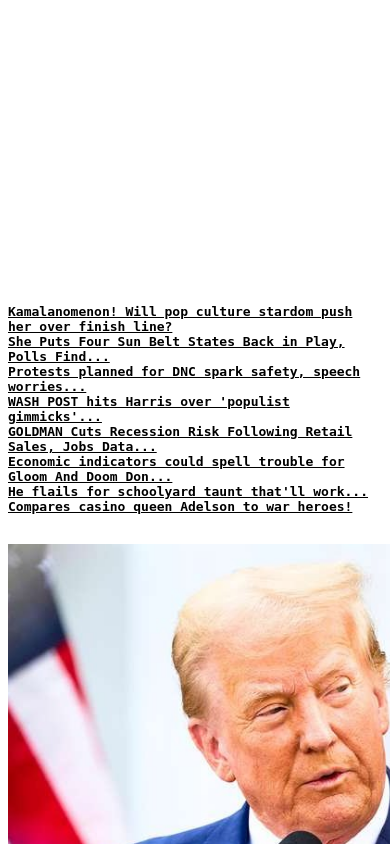 Kamalanomenon! Will pop culture stardom push
her over finish line?
She Puts Four Sun Belt States Back in Play,
Polls Find...
Protests planned for DNC spark safety, speech
worries...
WASH POST hits Harris over 'populist
gimmicks'...
GOLDMAN Cuts Recession Risk Following Retail
Sales, Jobs Data...
Economic indicators could spell trouble for
Gloom And Doom Don...
He flails for schoolyard taunt that'll work...
Compares casino queen Adelson to war heroes!